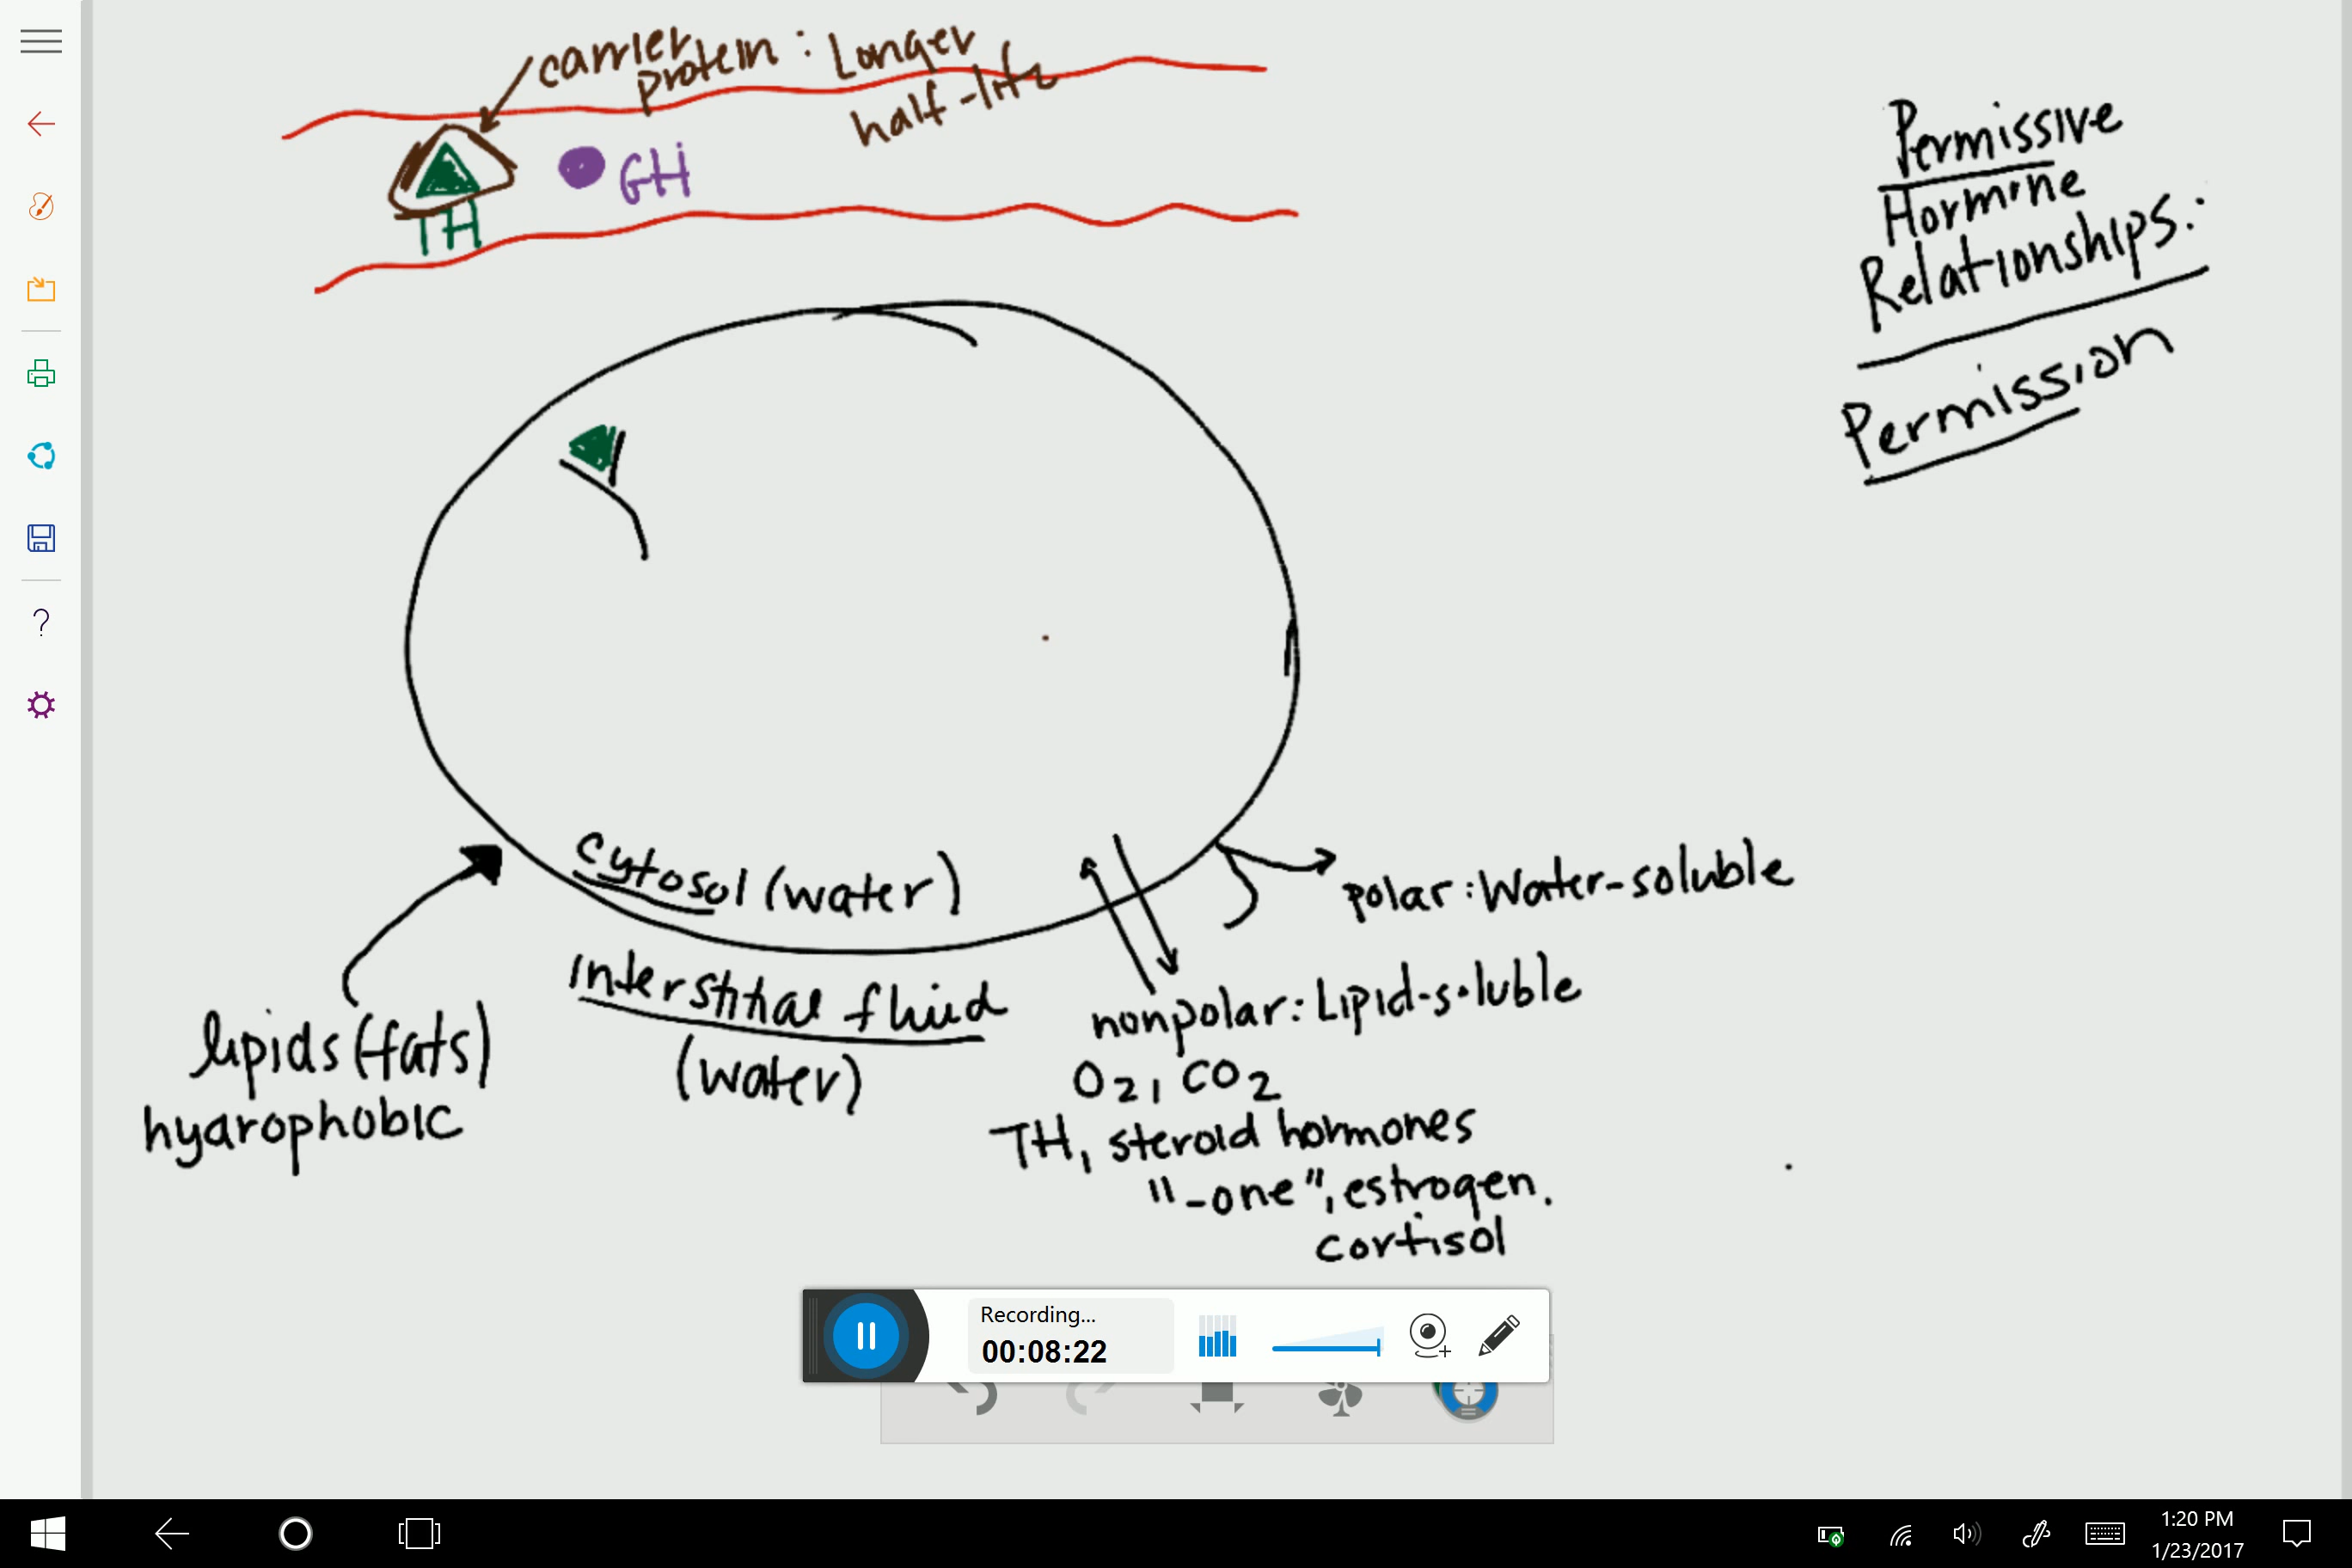 carrier
protein : Longer
half-life
TH
GH
Permissive
Hormone
Relationships:
Permission
cytosol (water)
Interstitial fluid
(water)
lipids (fats)
hydrophobic
polar: Water-soluble
nonpolar: Lipid-soluble
O2, CO2
TH, steroid hormones
"-one", estrogen.
cortisol
Recording...
00:08:22
1:20 PM
1/23/2017